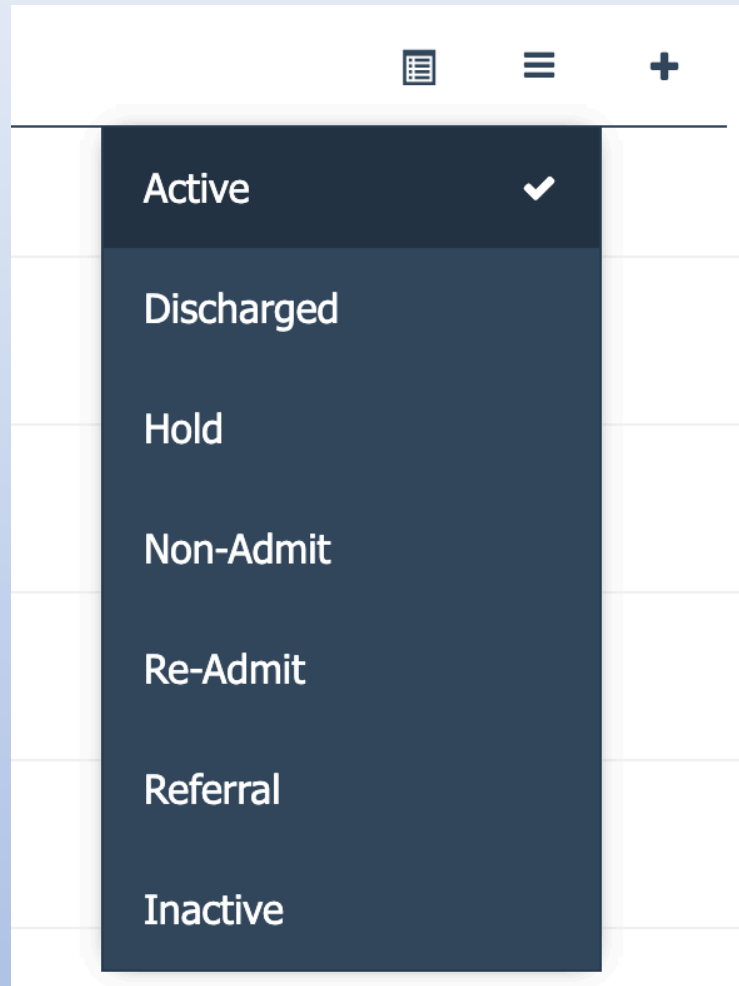 Active
Discharged
Hold
Non-Admit
Re-Admit
Referral
Inactive